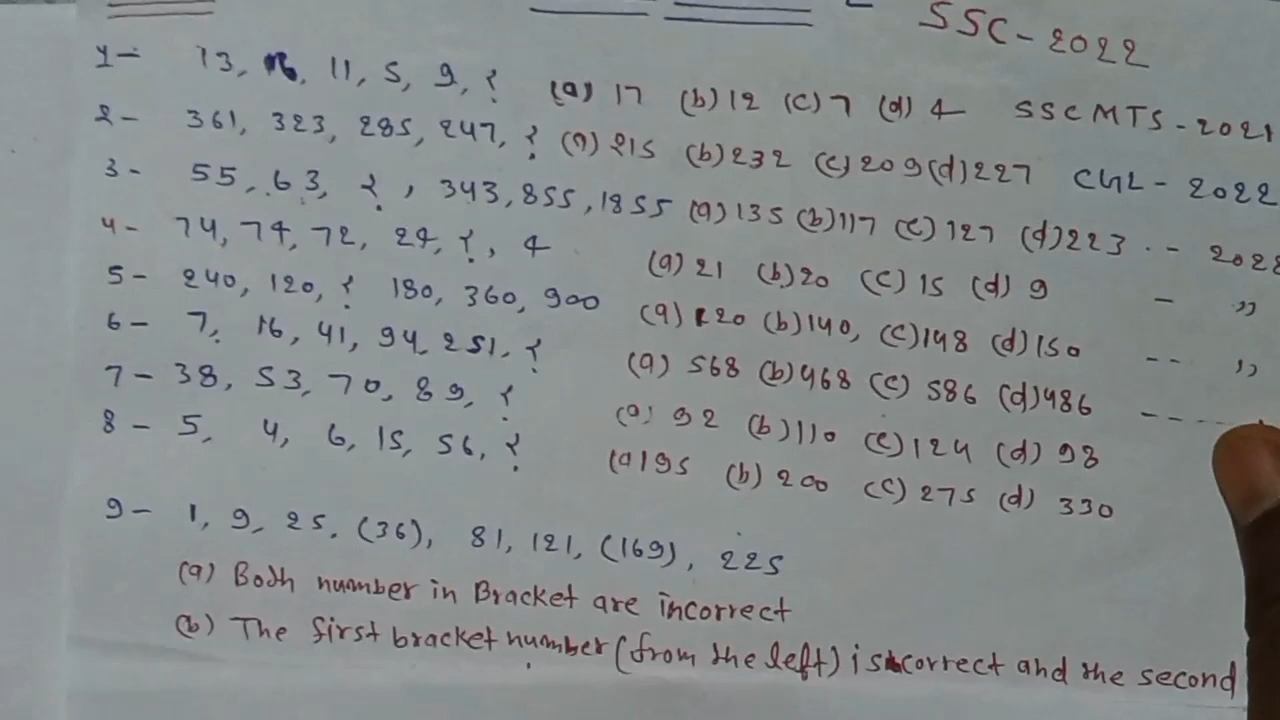 SSC-2022
1- 13, 16, 11, 5, 9, ? (a) 17 (b) 12 (c) 7 (d) 4 SSC MTS-2021
2- 361, 323, 285, 247, ? (a) 215 (b) 232 (c) 209 (d) 227 CGL-2022
3- 55, 63, ?, 343, 855, 1855 (a) 135 (b) 117 (c) 127 (d) 223 -- 2022
4- 74, 74, 72, 24, ?, 4 (a) 21 (b) 20 (c) 15 (d) 9 - "
5- 240, 120, ? 180, 360, 900 (a) 120 (b) 140, (c) 148 (d) 150 -- "
6- 7, 16, 41, 94, 251, ? (a) 568 (b) 468 (c) 586 (d) 486 -----
7- 38, 53, 70, 89, ? (a) 92 (b) 110 (c) 124 (d) 98
8- 5, 4, 6, 15, 56, ? (a) 195 (b) 200 (c) 275 (d) 330
9- 1, 9, 25, (36), 81, 121, (169), 225
(a) Both number in Bracket are incorrect
(b) The first bracket number (from the left) is correct and the second